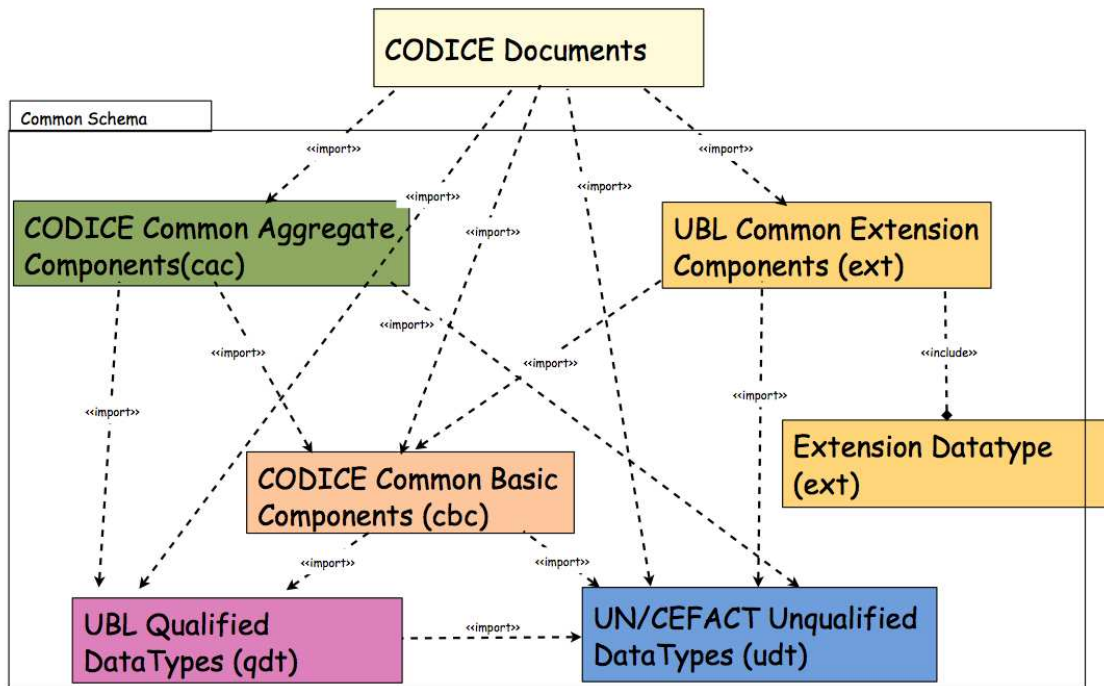 CODICE Documents
Common Schema
<<import>>
<<import>>
<<import>>
<<import>>
<<import>>
CODICE Common Aggregate
Components(cac)
UBL Common Extension
Components (ext)
<<import>>
<<import>>
<<import>>
<<include>>
<<import>>
<<import>>
<<import>>
Extension Datatype
(ext)
CODICE Common Basic
Components (cbc)
<<import>>
<<import>>
UBL Qualified
DataTypes (qdt)
<<import>>
UN/CEFACT Unqualified
DataTypes (udt)